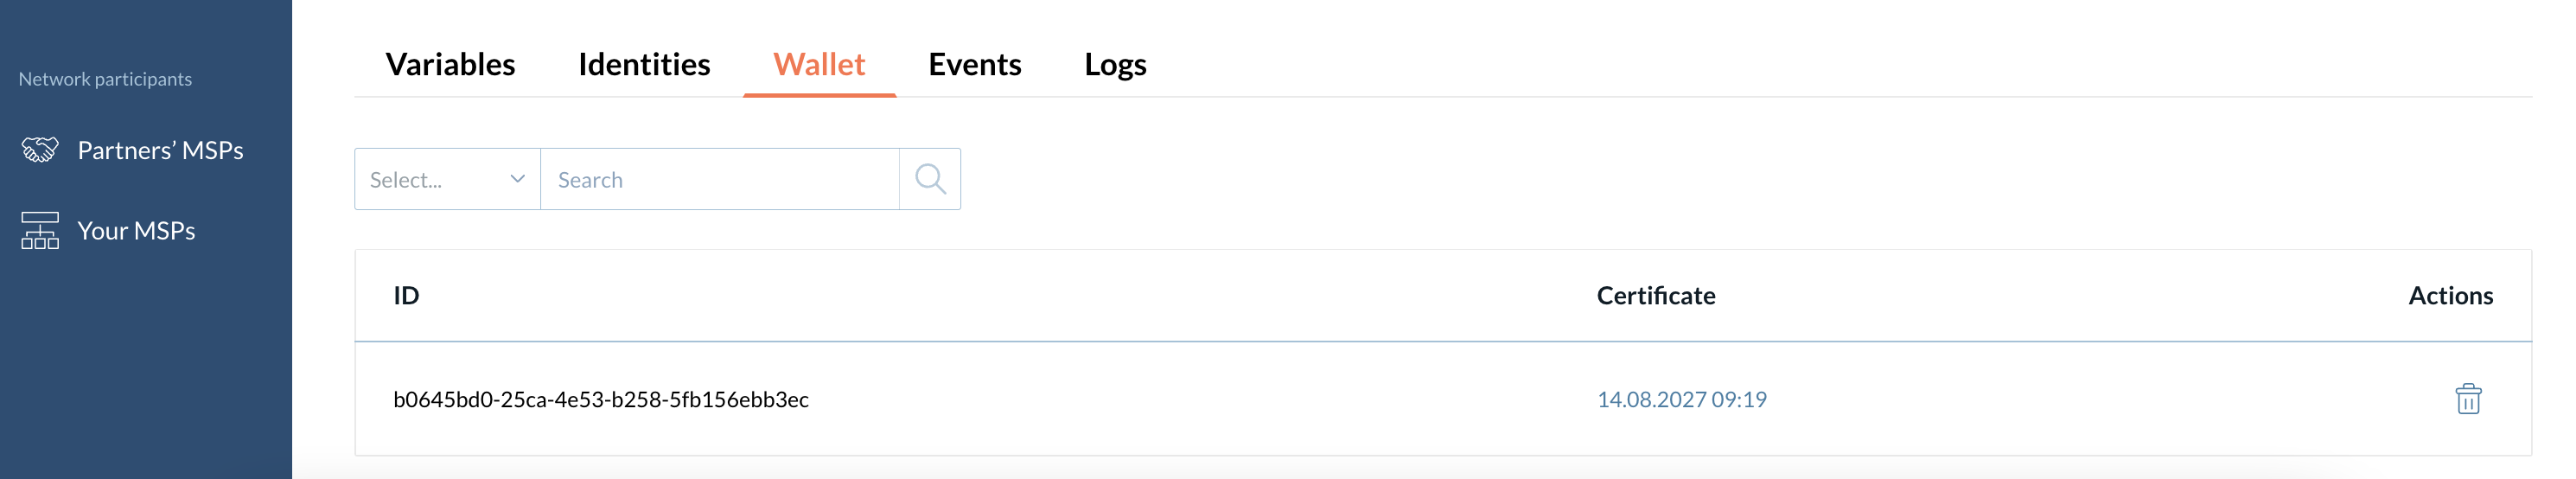 Network participants
Partners’ MSPs
Your MSPs
Variables Identities Wallet Events Logs
Select... Search
ID Certificate Actions
b0645bd0-25ca-4e53-b258-5fb156ebb3ec 14.08.2027 09:19